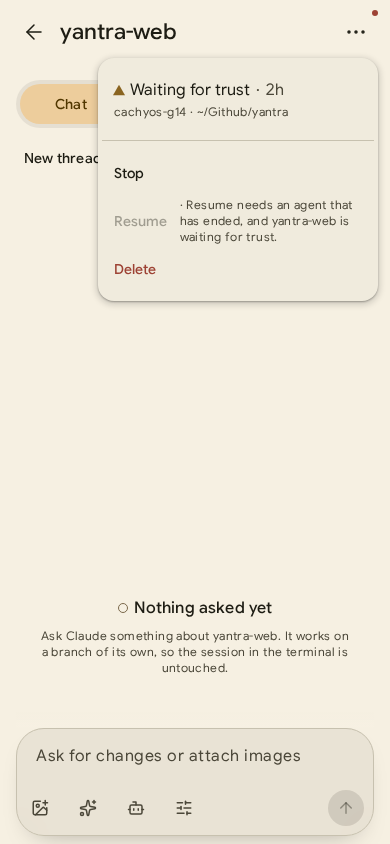 yantra-web
Waiting for trust · 2h
cachyos-g14 · ~/Github/yantra
Chat
New threac
Stop
Resume · Resume needs an agent that
has ended, and yantra-web is
waiting for trust.
Delete
Nothing asked yet
Ask Claude something about yantra-web. It works on
a branch of its own, so the session in the terminal is
untouched.
Ask for changes or attach images